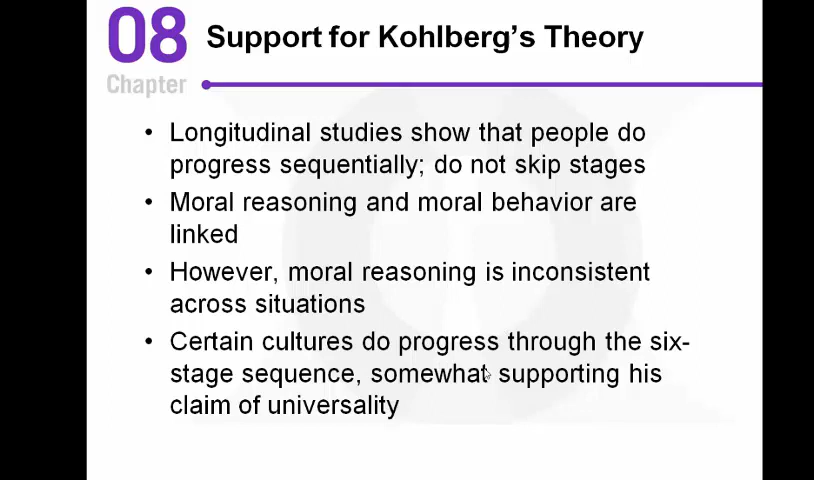 08
Support for Kohlberg's Theory
Chapter
• Longitudinal studies show that people do
progress sequentially; do not skip stages
• Moral reasoning and moral behavior are
linked
• However, moral reasoning is inconsistent
across situations
• Certain cultures do progress through the six-
stage sequence, somewhat supporting his
claim of universality